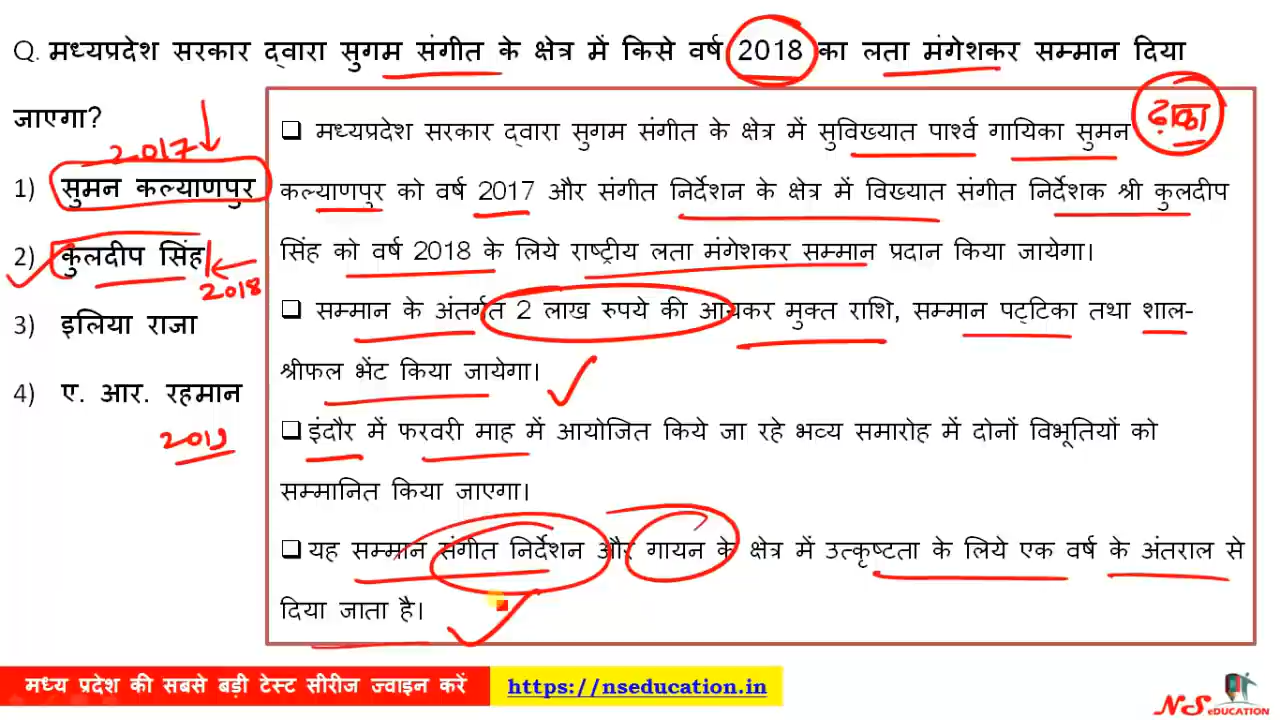 Q. मध्यप्रदेश सरकार द्वारा सुगम संगीत के क्षेत्र में किसे वर्ष 2018 का लता मंगेशकर सम्मान दिया
जाएगा?
2017
1) सुमन कल्याणपुर
2) कुलदीप सिंह
2018
3) इलिया राजा
4) ए. आर. रहमान
2019
ढ़ाका
❑ मध्यप्रदेश सरकार द्वारा सुगम संगीत के क्षेत्र में सुविख्यात पार्श्व गायिका सुमन
कल्याणपुर को वर्ष 2017 और संगीत निर्देशन के क्षेत्र में विख्यात संगीत निर्देशक श्री कुलदीप
सिंह को वर्ष 2018 के लिये राष्ट्रीय लता मंगेशकर सम्मान प्रदान किया जायेगा।
❑ सम्मान के अंतर्गत 2 लाख रुपये की आयकर मुक्त राशि, सम्मान पट्टिका तथा शाल-
श्रीफल भेंट किया जायेगा।
❑ इंदौर में फरवरी माह में आयोजित किये जा रहे भव्य समारोह में दोनों विभूतियों को
सम्मानित किया जाएगा।
❑ यह सम्मान संगीत निर्देशन और गायन के क्षेत्र में उत्कृष्टता के लिये एक वर्ष के अंतराल से
दिया जाता है।
मध्य प्रदेश की सबसे बड़ी टेस्ट सीरीज ज्वाइन करें https://nseducation.in
NS EDUCATION